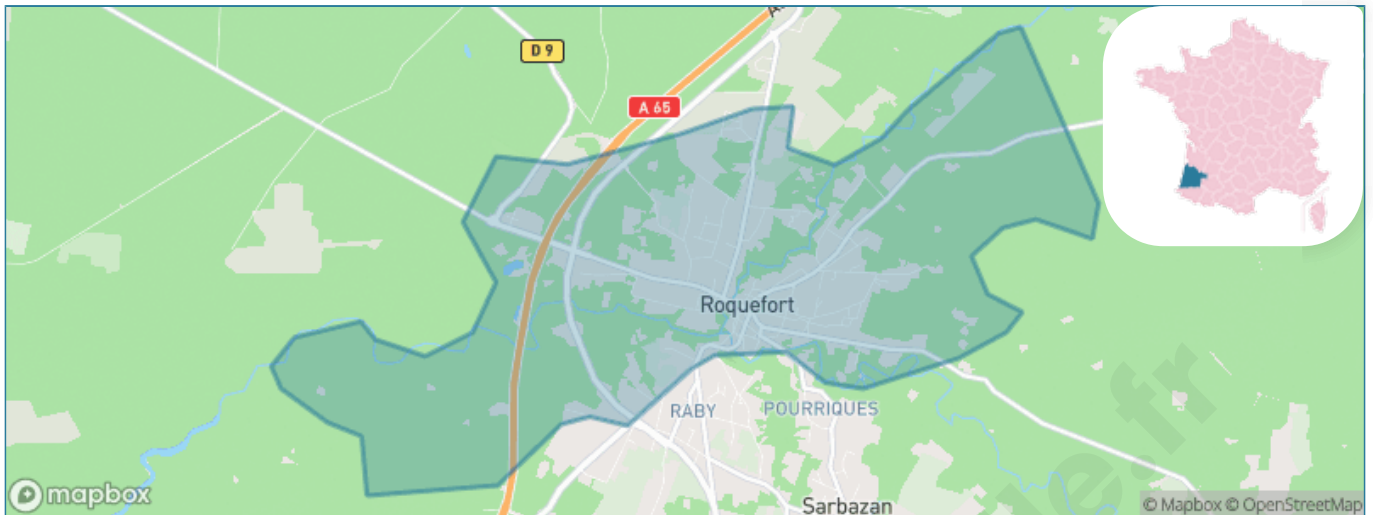 D 9
A 65
Roquefort
RABY
POURRIQUES
Sarbazan
mapbox
© Mapbox © OpenStreetMap